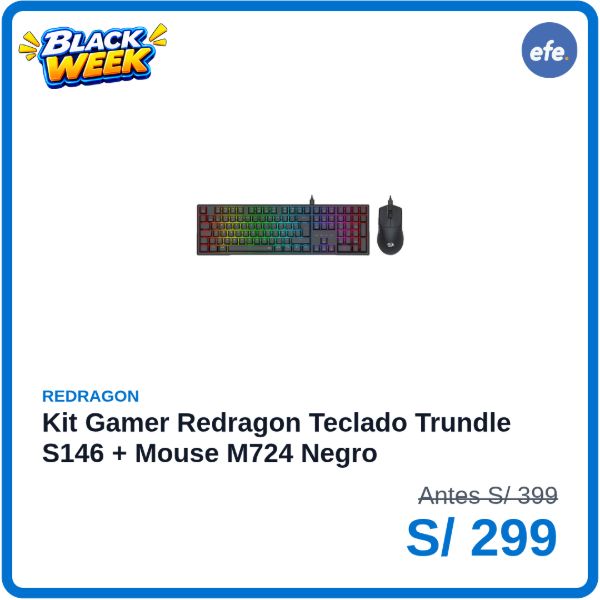 BLACK
WEEK
efe.
REDRAGON
Kit Gamer Redragon Teclado Trundle
S146 + Mouse M724 Negro
Antes S/ 399
S/ 299